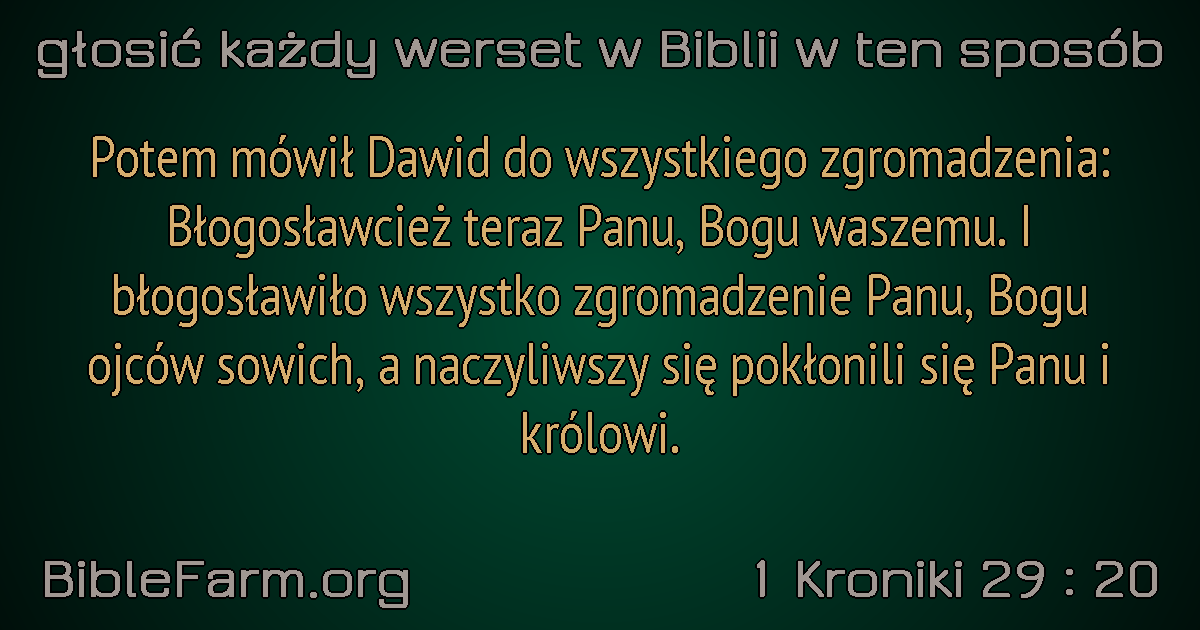 głosić każdy werset w Biblii w ten sposób
Potem mówił Dawid do wszystkiego zgromadzenia:
Błogosławcież teraz Panu, Bogu waszemu. I
błogosławiło wszystko zgromadzenie Panu, Bogu
ojców sowich, a naczyliwszy się pokłonili się Panu i
królowi.
BibleFarm.org
1 Kroniki 29 : 20